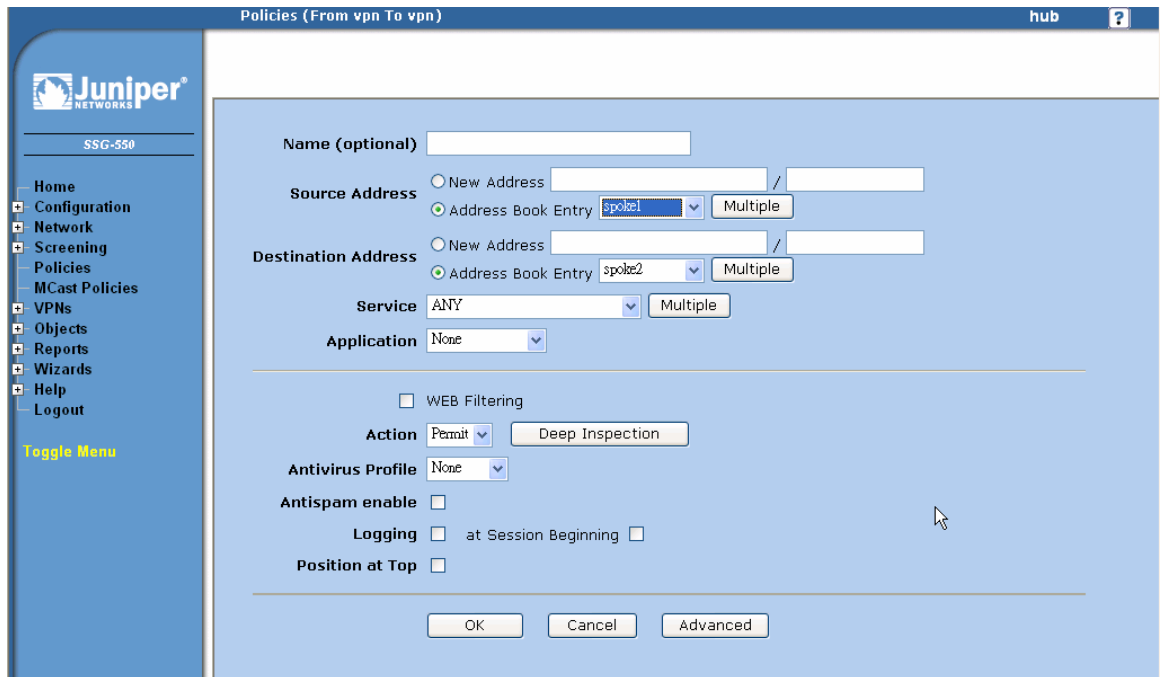 Policies (From vpn To vpn)
hub
?
Juniper®
NETWORKS
SSG-550
Home
Configuration
Network
Screening
Policies
MCast Policies
VPNs
Objects
Reports
Wizards
Help
Logout
Toggle Menu
Name (optional)
Source Address
New Address /
Address Book Entry spoke1 Multiple
Destination Address
New Address /
Address Book Entry spoke2 Multiple
Service ANY Multiple
Application None
WEB Filtering
Action Permit Deep Inspection
Antivirus Profile None
Antispam enable
Logging at Session Beginning
Position at Top
OK Cancel Advanced